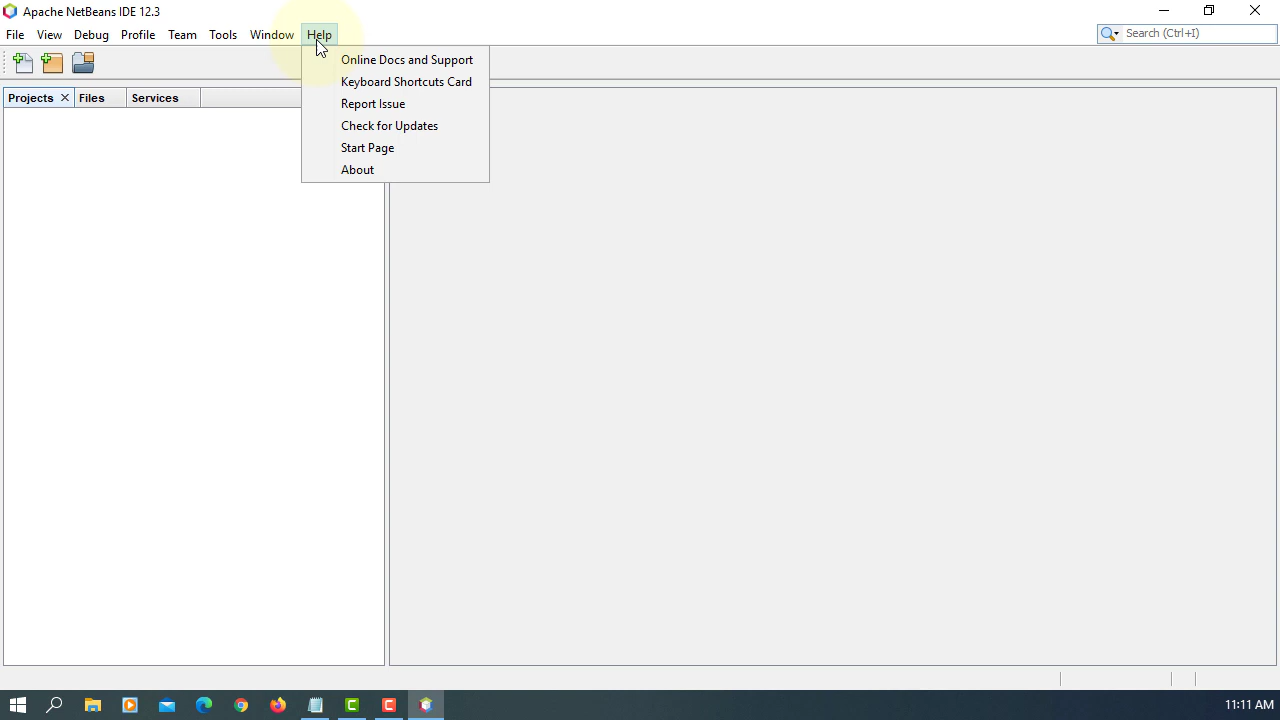 Apache NetBeans IDE 12.3
File View Debug Profile Team Tools Window Help
Search (Ctrl+I)
Online Docs and Support
Keyboard Shortcuts Card
Report Issue
Check for Updates
Start Page
About
Projects Files Services
11:11 AM